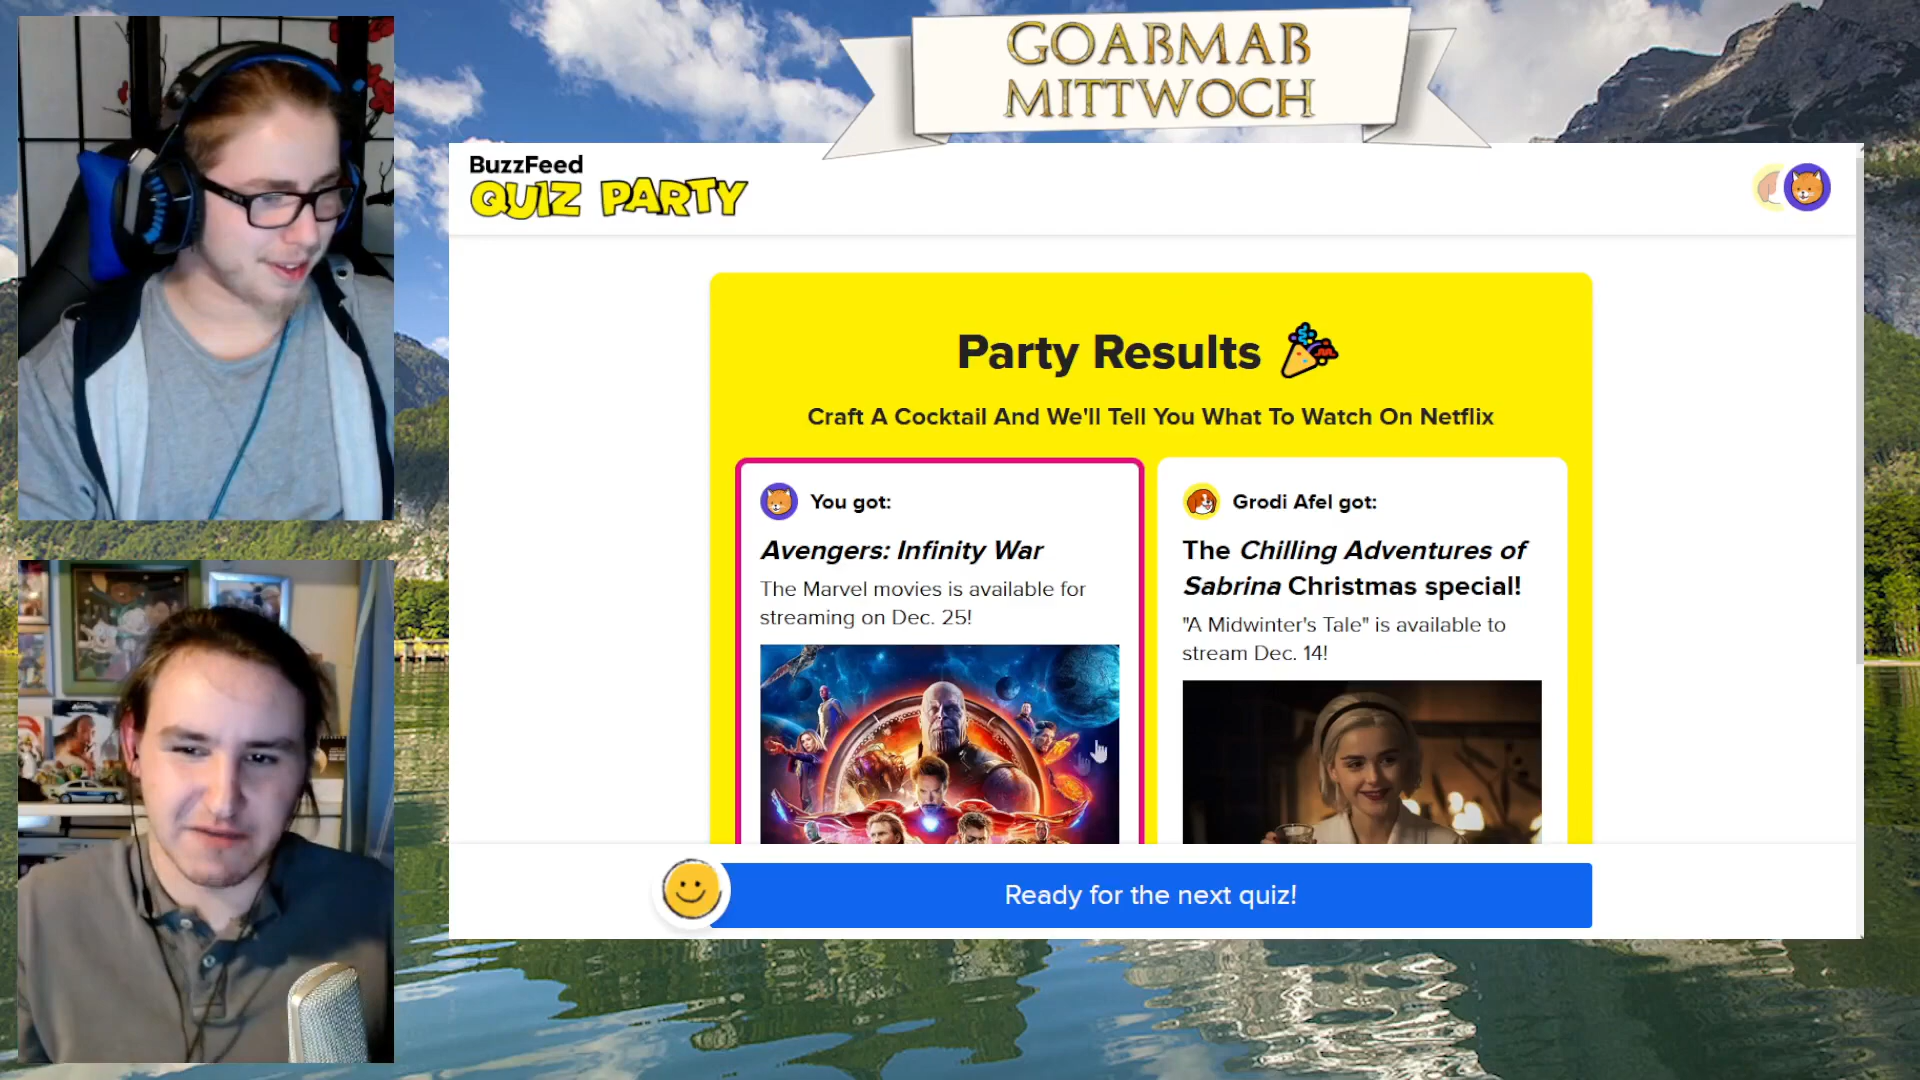 GOABMAB
MITTWOCH
BuzzFeed
QUIZ PARTY
Party Results
Craft A Cocktail And We'll Tell You What To Watch On Netflix
You got:
Avengers: Infinity War
The Marvel movies is available for
streaming on Dec. 25!
Grodi Afel got:
The Chilling Adventures of
Sabrina Christmas special!
"A Midwinter's Tale" is available to
stream Dec. 14!
Ready for the next quiz!